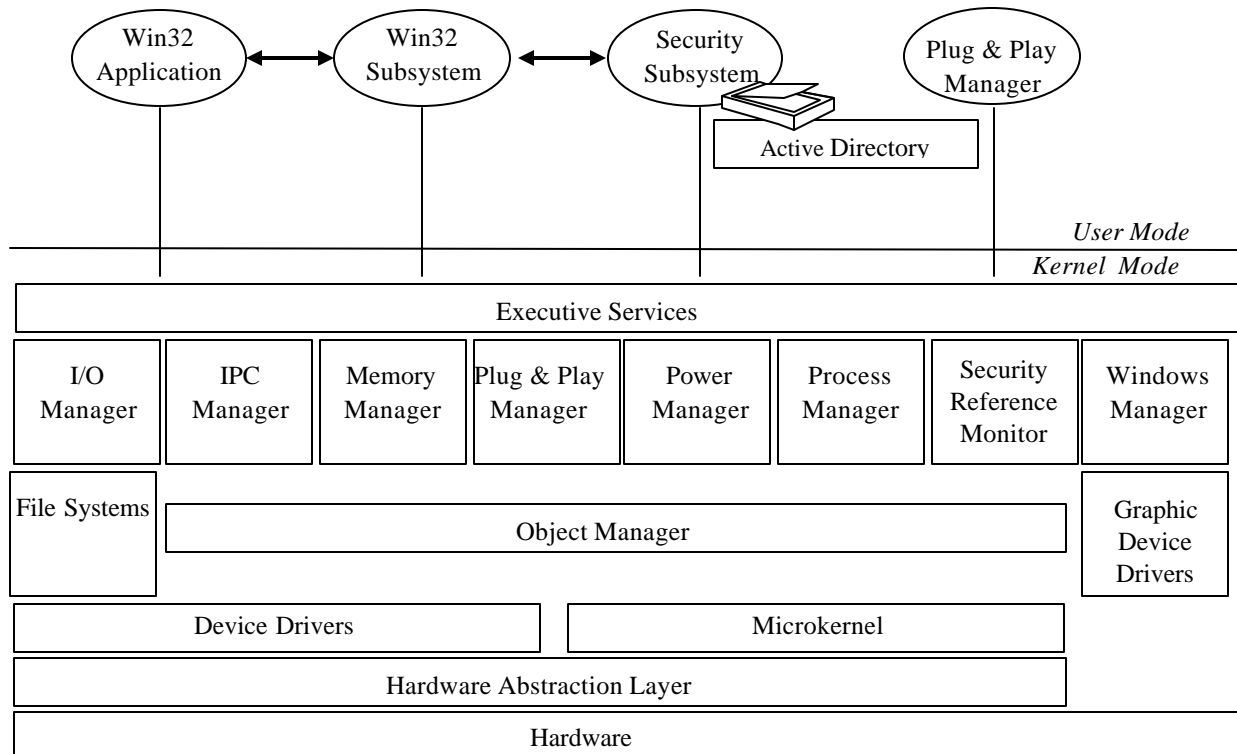 Win32
Application
Win32
Subsystem
Security
Subsystem
Plug & Play
Manager
Active Directory
User Mode
Kernel Mode
Executive Services
I/O
Manager
IPC
Manager
Memory
Manager
Plug & Play
Manager
Power
Manager
Process
Manager
Security
Reference
Monitor
Windows
Manager
File Systems
Object Manager
Graphic
Device
Drivers
Device Drivers
Microkernel
Hardware Abstraction Layer
Hardware